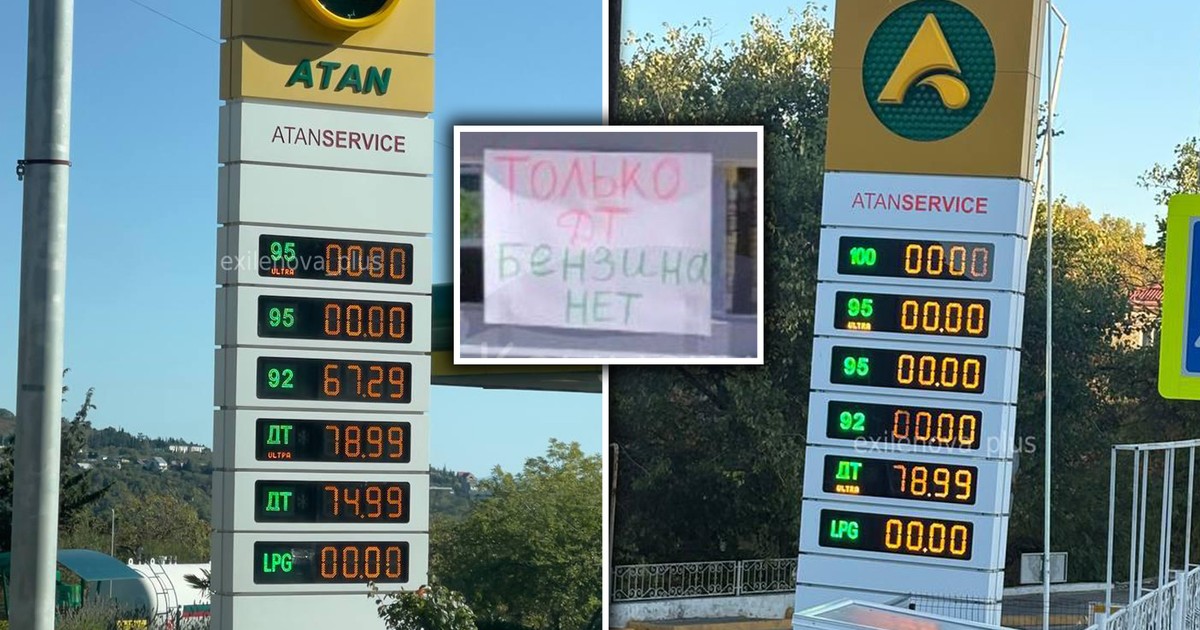 ATAN
ATANSERVICE
95 ULTRA 00.00
95 00.00
92 67.29
ДТ ULTRA 78.99
ДТ 74.99
LPG 00.00
exilenova_plus
ТОЛЬКО
ДТ
БЕНЗИНА
НЕТ
ATANSERVICE
100 00.00
95 ULTRA 00.00
95 00.00
92 00.00
ДТ ULTRA 78.99
LPG 00.00
exilenova_plus